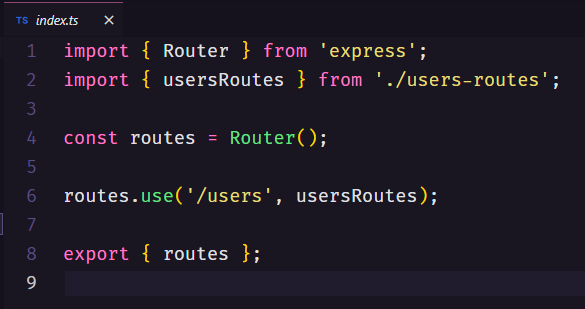 TS index.ts ×
1 import { Router } from 'express';
2 import { usersRoutes } from './users-routes';
3
4 const routes = Router();
5
6 routes.use('/users', usersRoutes);
7
8 export { routes };
9